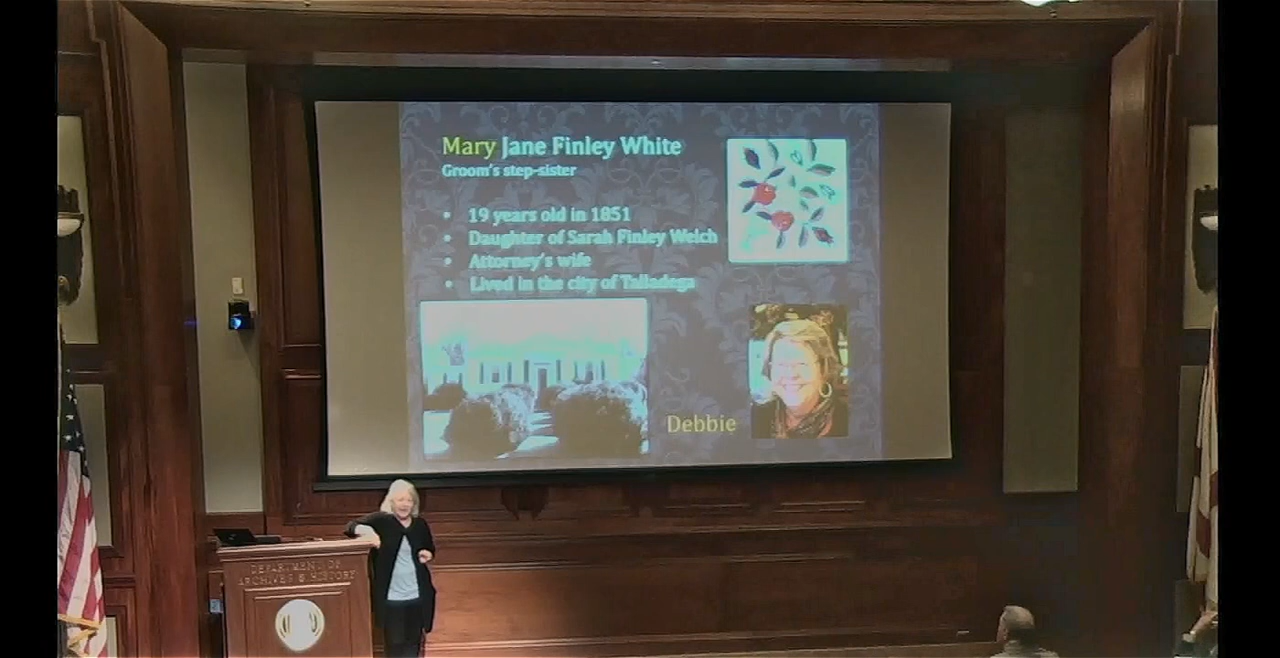 Mary Jane Finley White
Groom's step-sister
• 19 years old in 1851
• Daughter of Sarah Finley Welch
• Attorney's wife
• Lived in the city of Talladega
Debbie
DEPARTMENT OF
ARCHIVES & HISTORY